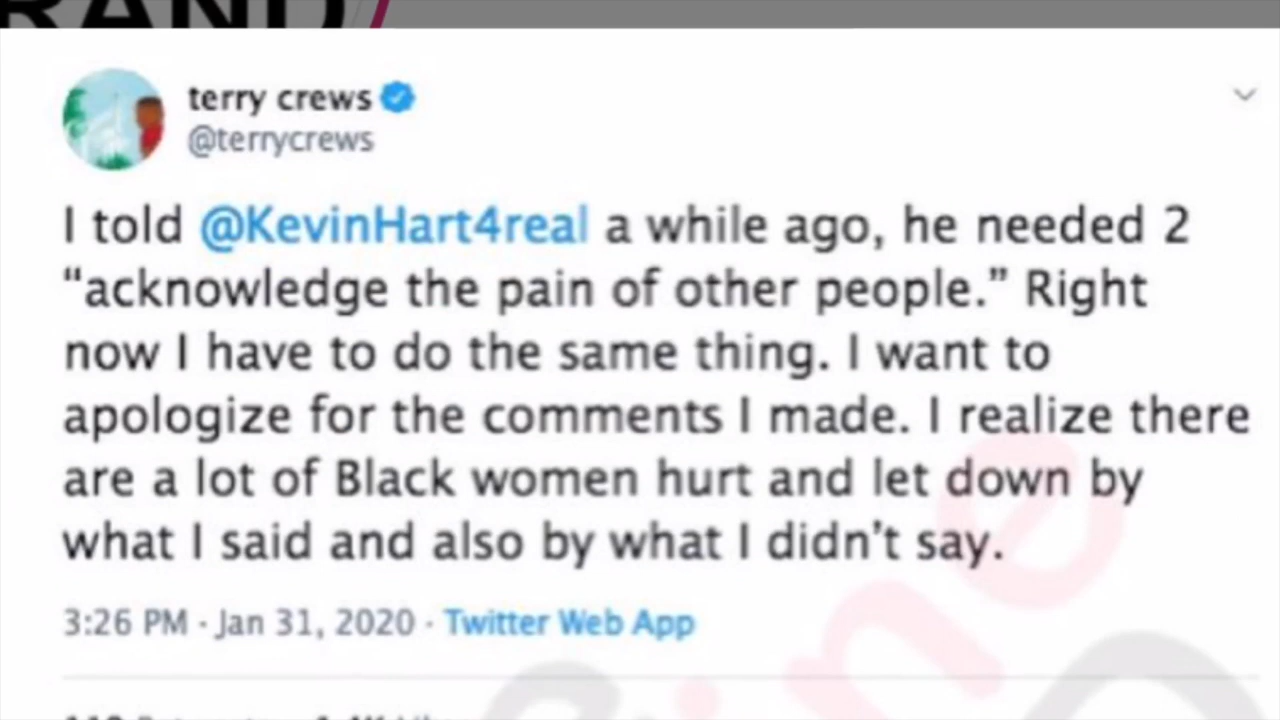 RAND/
terry crews
@terrycrews
I told @KevinHart4real a while ago, he needed 2
“acknowledge the pain of other people.” Right
now I have to do the same thing. I want to
apologize for the comments I made. I realize there
are a lot of Black women hurt and let down by
what I said and also by what I didn't say.
3:26 PM · Jan 31, 2020 · Twitter Web App
ine